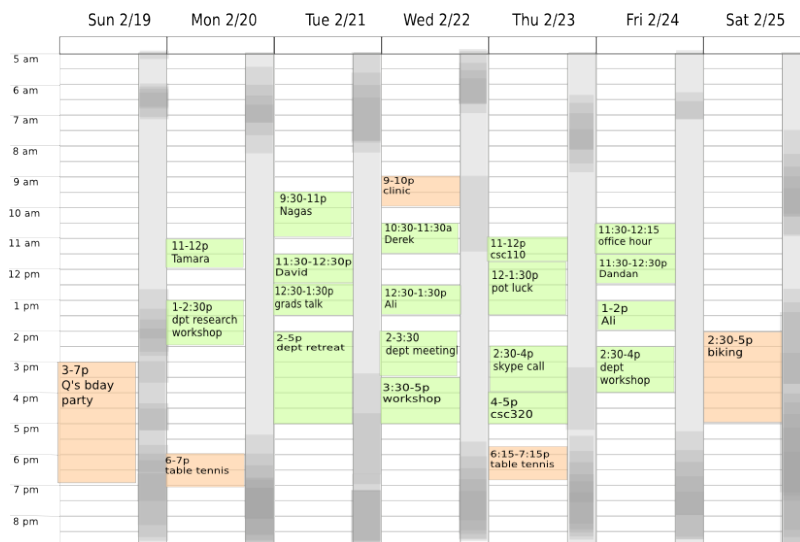 Sun 2/19 Mon 2/20 Tue 2/21 Wed 2/22 Thu 2/23 Fri 2/24 Sat 2/25
5 am
6 am
7 am
8 am
9 am
10 am
11 am
12 pm
1 pm
2 pm
3 pm
4 pm
5 pm
6 pm
7 pm
8 pm
3-7p
Q's bday
party
11-12p
Tamara
1-2:30p
dpt research
workshop
6-7p
table tennis
9:30-11p
Nagas
11:30-12:30p
David
12:30-1:30p
grads talk
2-5p
dept retreat
9-10p
clinic
10:30-11:30a
Derek
12:30-1:30p
Ali
2-3:30
dept meetingl
3:30-5p
workshop
11-12p
csc110
12-1:30p
pot luck
2:30-4p
skype call
4-5p
csc320
6:15-7:15p
table tennis
11:30-12:15
office hour
11:30-12:30p
Dandan
1-2p
Ali
2:30-4p
dept
workshop
2:30-5p
biking